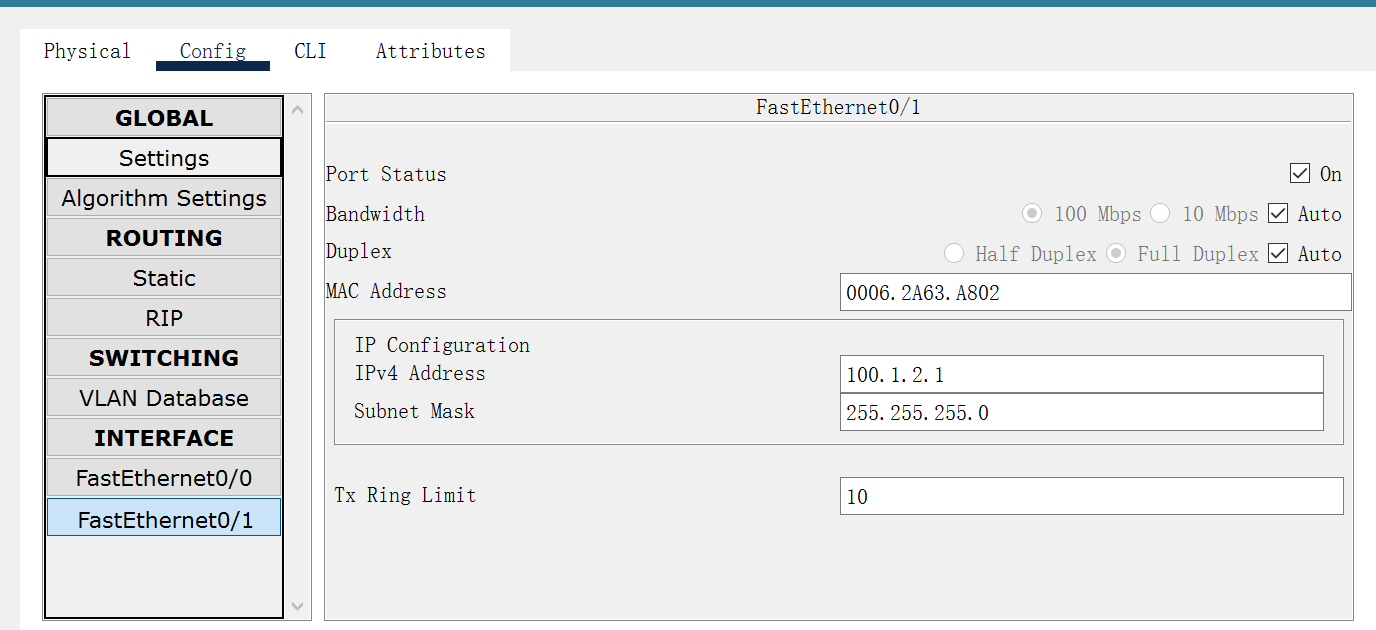 Physical Config CLI Attributes
GLOBAL
Settings
Algorithm Settings
ROUTING
Static
RIP
SWITCHING
VLAN Database
INTERFACE
FastEthernet0/0
FastEthernet0/1
FastEthernet0/1
Port Status On
Bandwidth 100 Mbps 10 Mbps Auto
Duplex Half Duplex Full Duplex Auto
MAC Address 0006.2A63.A802
IP Configuration
IPv4 Address 100.1.2.1
Subnet Mask 255.255.255.0
Tx Ring Limit 10